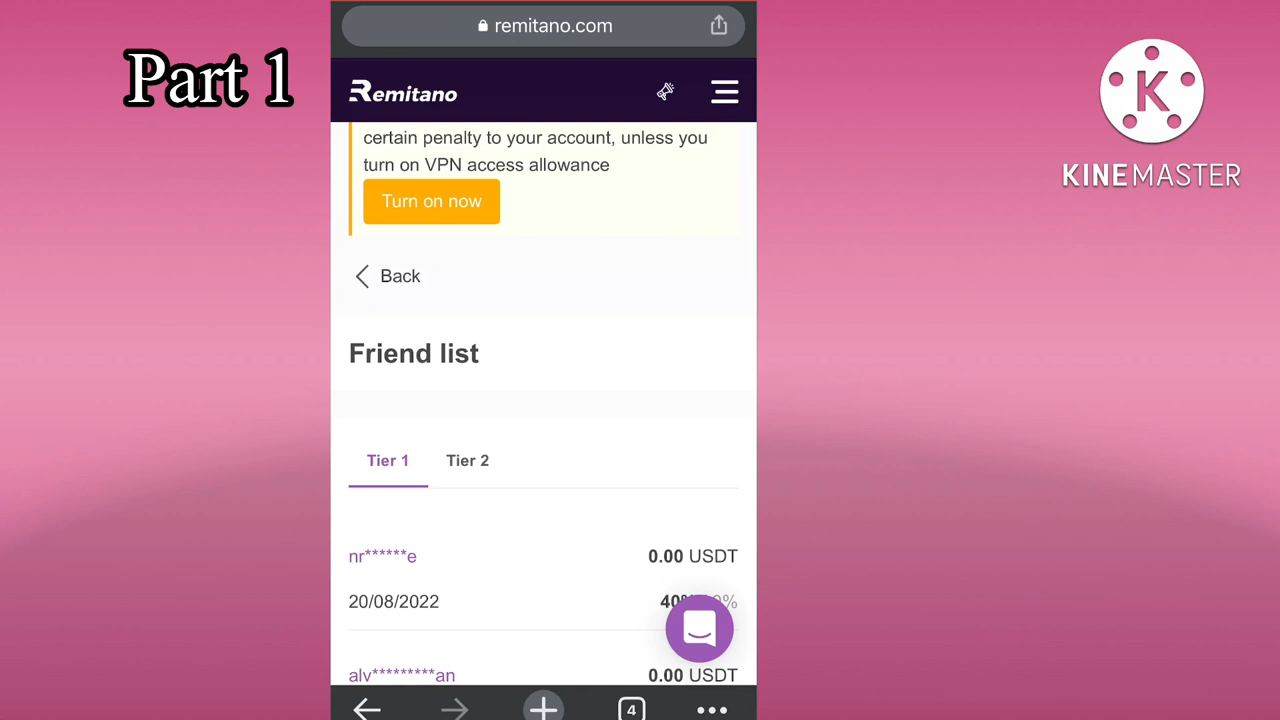 Part 1
remitano.com
Remitano
KINEMASTER
certain penalty to your account, unless you
turn on VPN access allowance
Turn on now
Back
Friend list
Tier 1 Tier 2
nr******e 0.00 USDT
20/08/2022
alv*********an 0.00 USDT
4